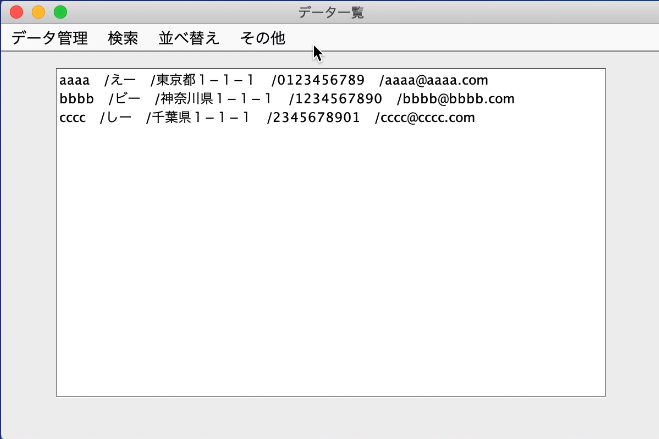 データ一覧
データ管理　検索　並べ替え　その他
aaaa　/えー　/東京都１−１−１　/0123456789　/aaaa@aaaa.com
bbbb　/ビー　/神奈川県１−１−１　/1234567890　/bbbb@bbbb.com
cccc　/しー　/千葉県１−１−１　/2345678901　/cccc@cccc.com